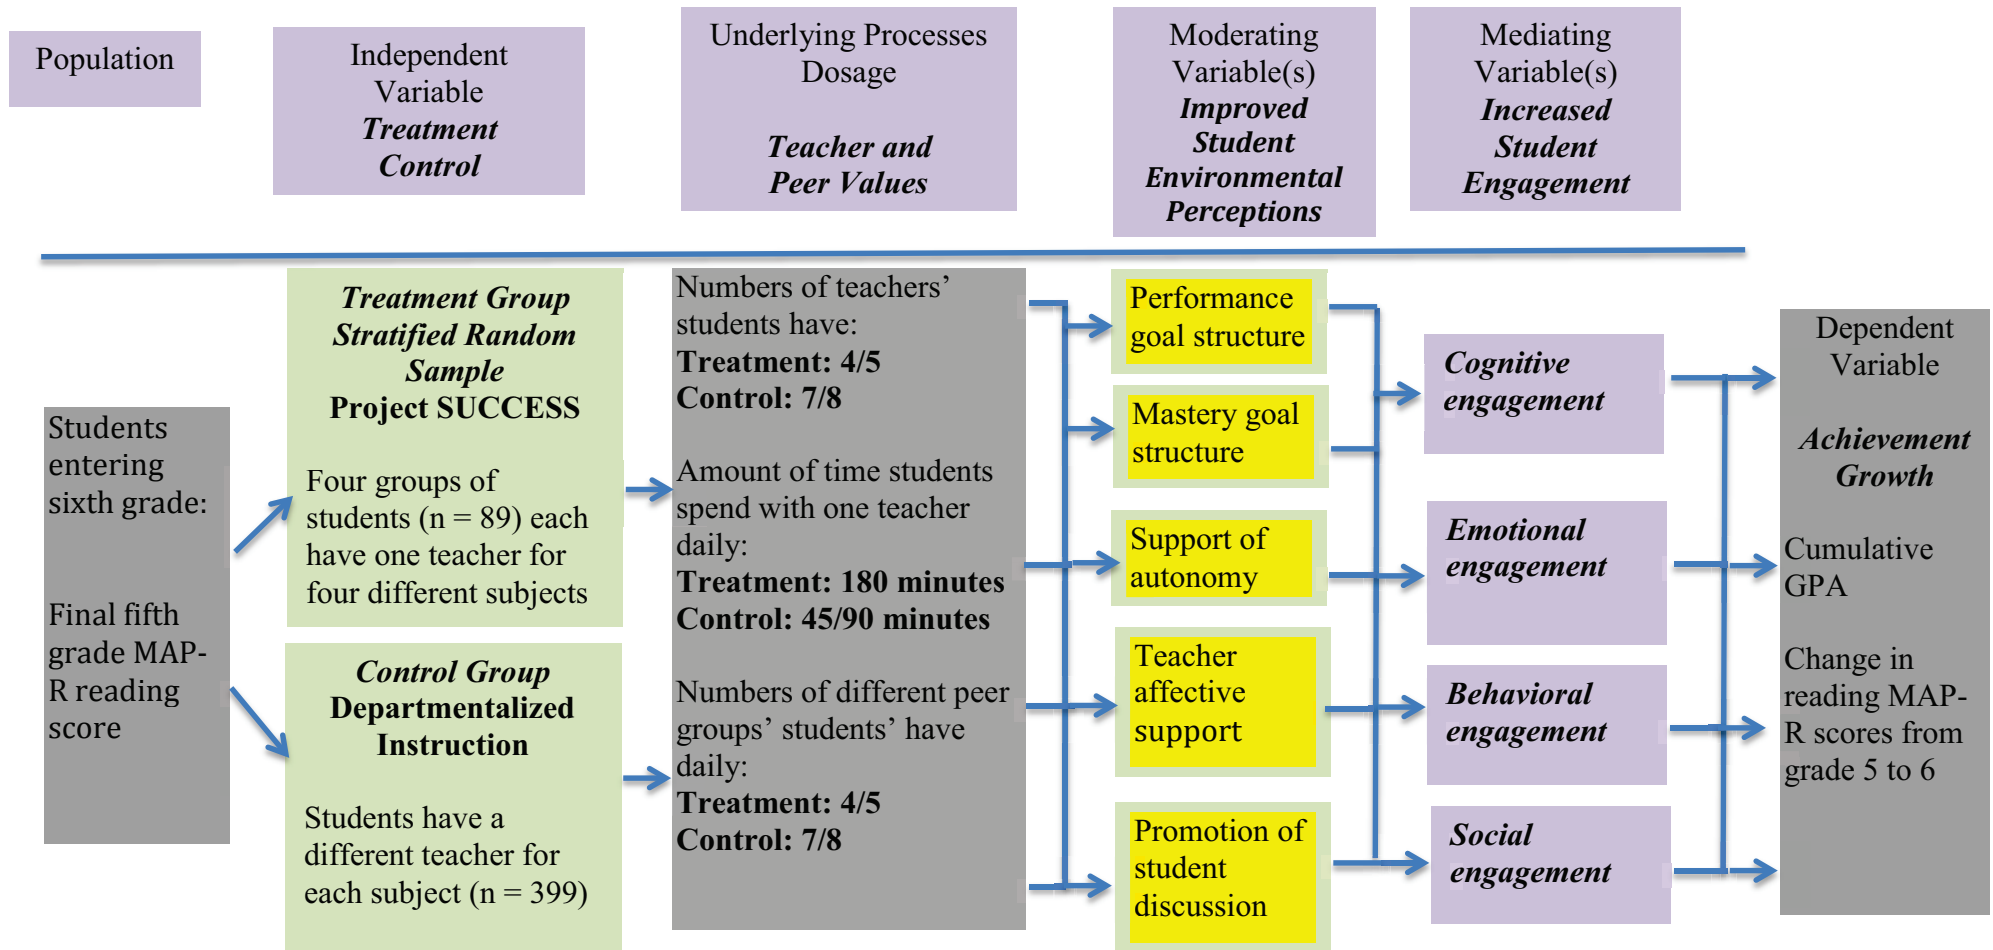 Population
Independent
Variable
Treatment
Control
Underlying Processes
Dosage
Teacher and
Peer Values
Moderating
Variable(s)
Improved
Student
Environmental
Perceptions
Mediating
Variable(s)
Increased
Student
Engagement
Students
entering
sixth grade:
Final fifth
grade MAP-
R reading
score
Treatment Group
Stratified Random
Sample
Project SUCCESS
Four groups of
students (n = 89) each
have one teacher for
four different subjects
Control Group
Departmentalized
Instruction
Students have a
different teacher for
each subject (n = 399)
Numbers of teachers’
students have:
Treatment: 4/5
Control: 7/8
Amount of time students
spend with one teacher
daily:
Treatment: 180 minutes
Control: 45/90 minutes
Numbers of different peer
groups’ students’ have
daily:
Treatment: 4/5
Control: 7/8
Performance
goal structure
Mastery goal
structure
Support of
autonomy
Teacher
affective
support
Promotion of
student
discussion
Cognitive
engagement
Emotional
engagement
Behavioral
engagement
Social
engagement
Dependent
Variable
Achievement
Growth
Cumulative
GPA
Change in
reading MAP-
R scores from
grade 5 to 6